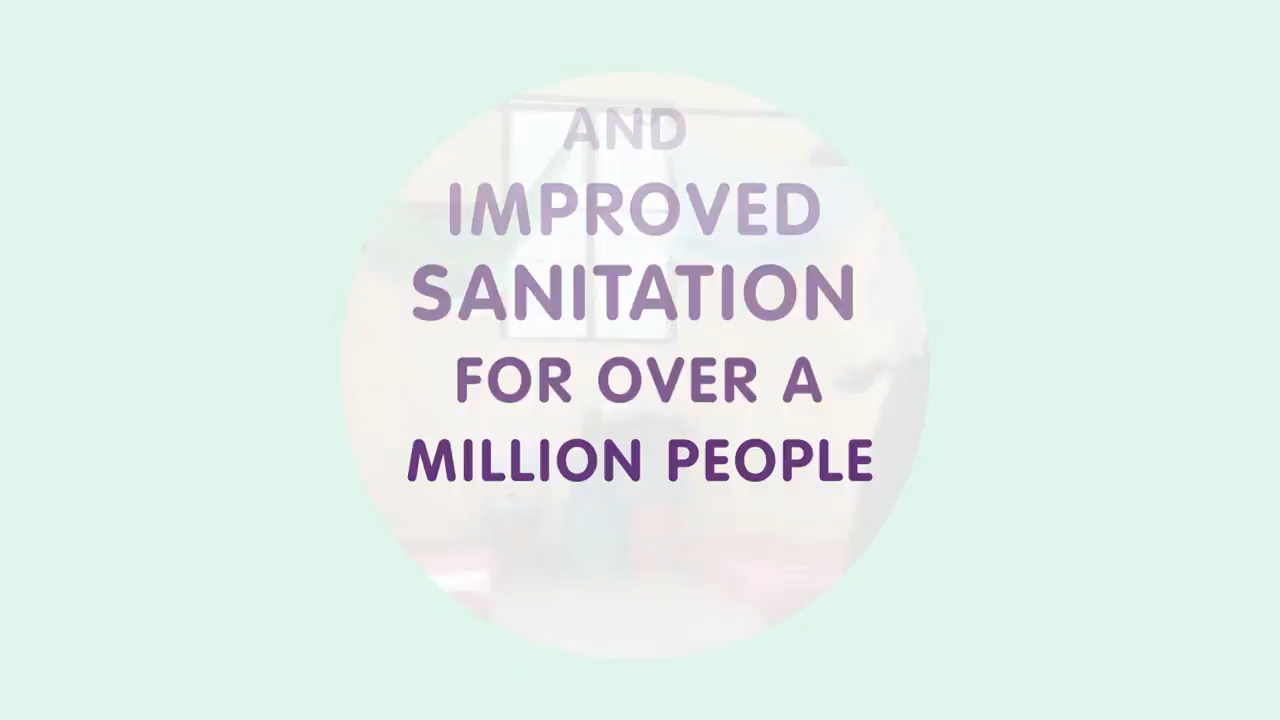 AND
IMPROVED
SANITATION
FOR OVER A
MILLION PEOPLE